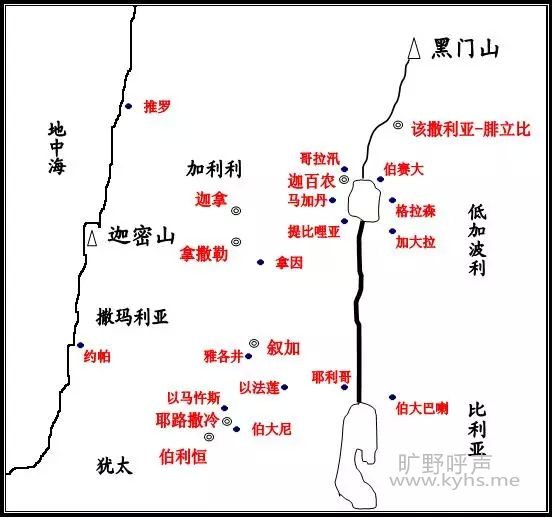 黑门山
推罗
地中海
该撒利亚-腓立比
加利利
哥拉汛
伯赛大
迦百农
迦拿
马加丹
格拉森
低加波利
迦密山
提比哩亚
加大拉
拿撒勒
拿因
撒玛利亚
约帕
叙加
雅各井
以法莲
耶利哥
以马忤斯
伯大巴喇
比利亚
耶路撒冷
伯大尼
伯利恒
犹太
旷野呼声
www.kyhs.me